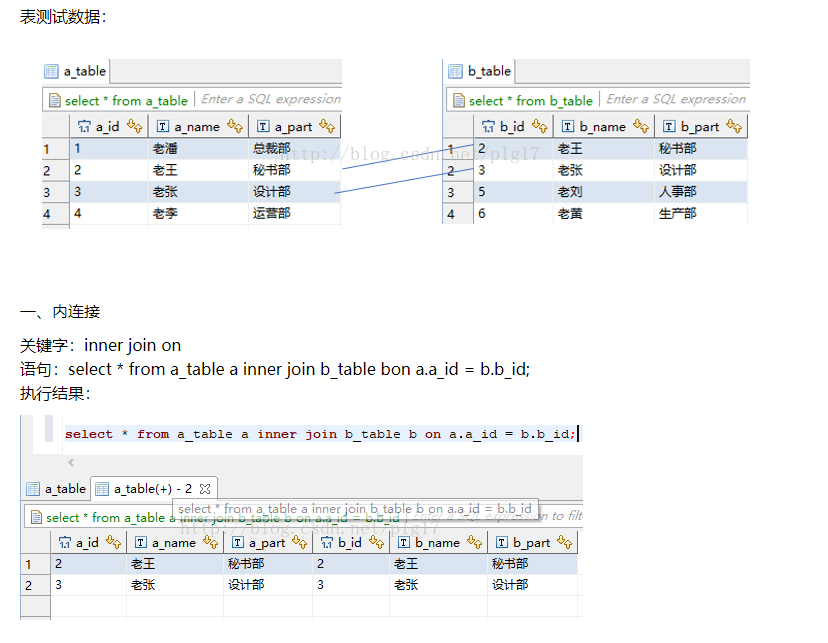 表测试数据：
a_table b_table
select * from a_table Enter a SQL expression select * from b_table Enter a SQL expression
a_id a_name a_part b_id b_name b_part
1 1 老潘 总裁部 1 2 老王 秘书部
2 2 老王 秘书部 2 3 老张 设计部
3 3 老张 设计部 3 5 老刘 人事部
4 4 老李 运营部 4 6 老黄 生产部
http://blog.csdn.net/plg17
一、内连接
关键字：inner join on
语句：select * from a_table a inner join b_table bon a.a_id = b.b_id;
执行结果：
select * from a_table a inner join b_table b on a.a_id = b.b_id;
a_table a_table(+) - 2
select * from a_table a inner join b_table b on a.a_id = b.b_id
select * from a_table a inner join b_table b on a.a_id = b.b_id Enter a SQL expression to filt
http://blog.csdn.net/plg17
a_id a_name a_part b_id b_name b_part
1 2 老王 秘书部 2 老王 秘书部
2 3 老张 设计部 3 老张 设计部